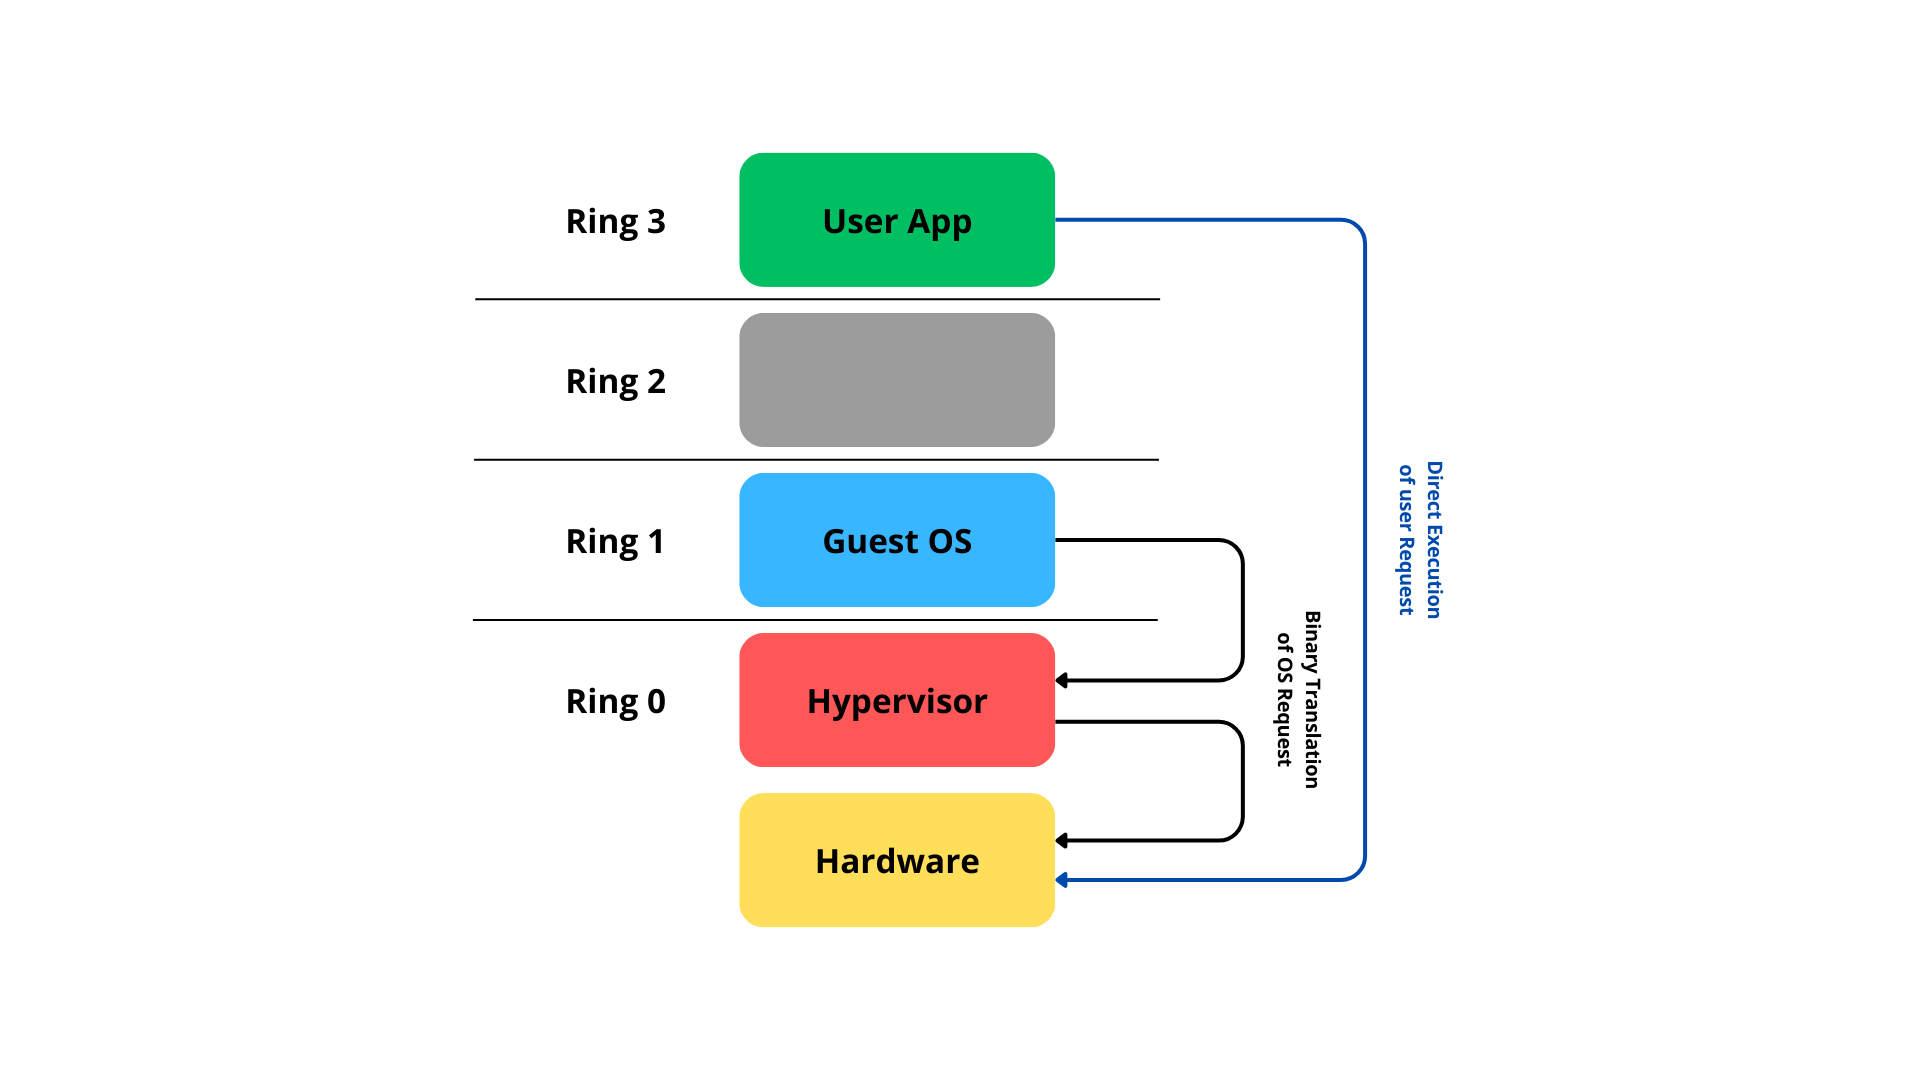 Ring 3
User App
Ring 2
Ring 1
Guest OS
Ring 0
Hypervisor
Hardware
Binary Translation
of OS Request
Direct Execution
of user Request